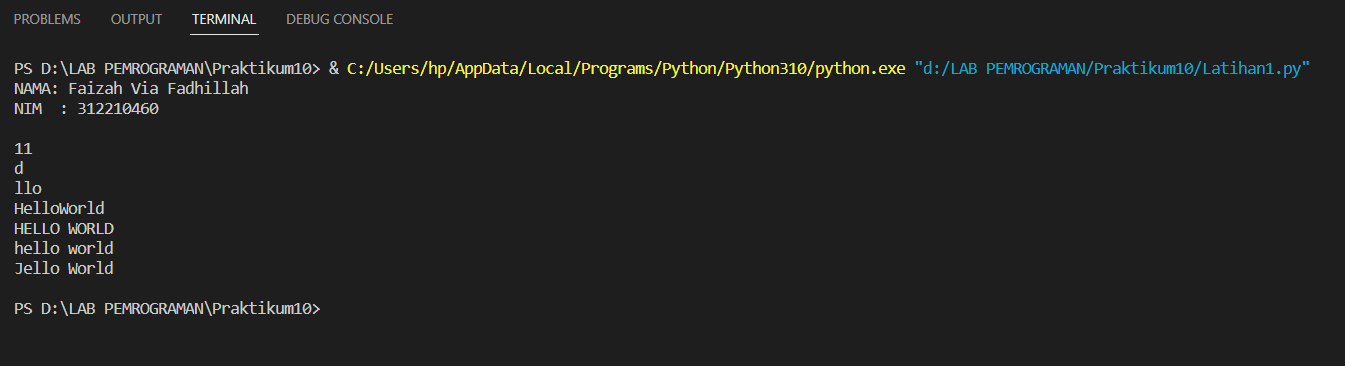 PROBLEMS OUTPUT TERMINAL DEBUG CONSOLE
PS D:\LAB PEMROGRAMAN\Praktikum10> & C:/Users/hp/AppData/Local/Programs/Python/Python310/python.exe "d:/LAB PEMROGRAMAN/Praktikum10/Latihan1.py"
NAMA: Faizah Via Fadhillah
NIM  : 312210460
11
d
llo
HelloWorld
HELLO WORLD
hello world
Jello World
PS D:\LAB PEMROGRAMAN\Praktikum10>